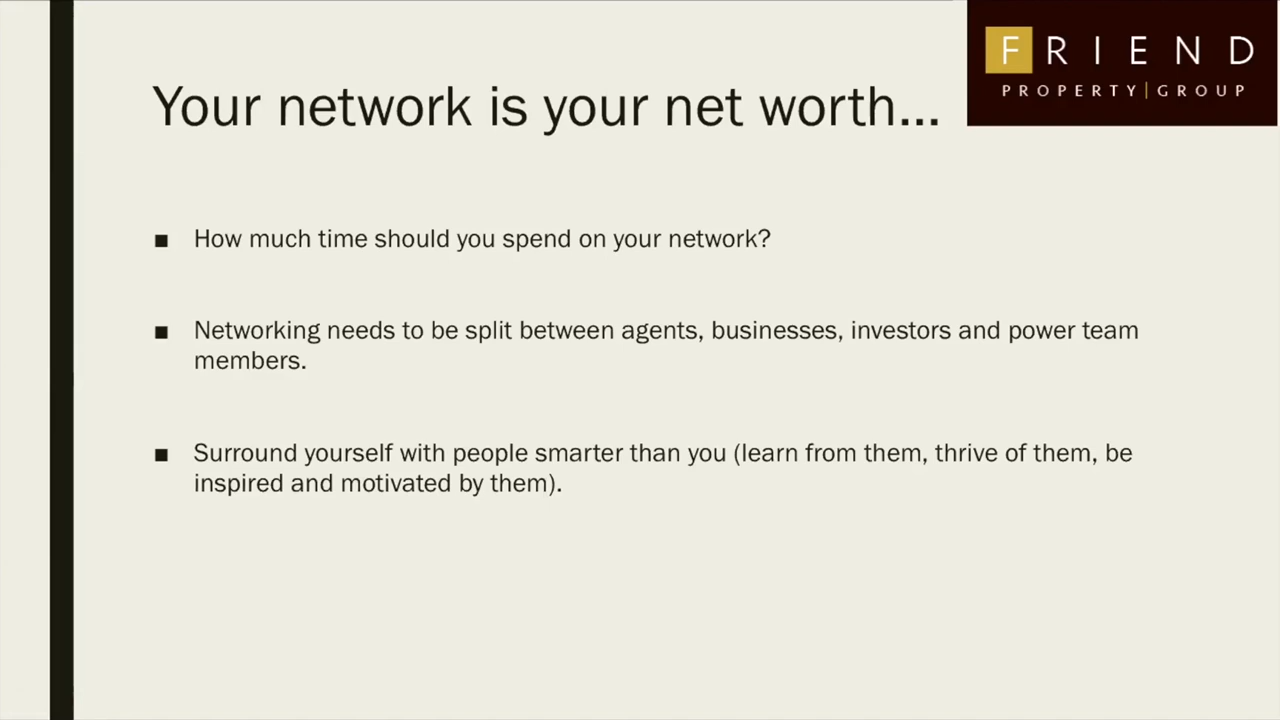 Your network is your net worth...
FRIEND
PROPERTY|GROUP
■ How much time should you spend on your network?
■ Networking needs to be split between agents, businesses, investors and power team
members.
■ Surround yourself with people smarter than you (learn from them, thrive of them, be
inspired and motivated by them).